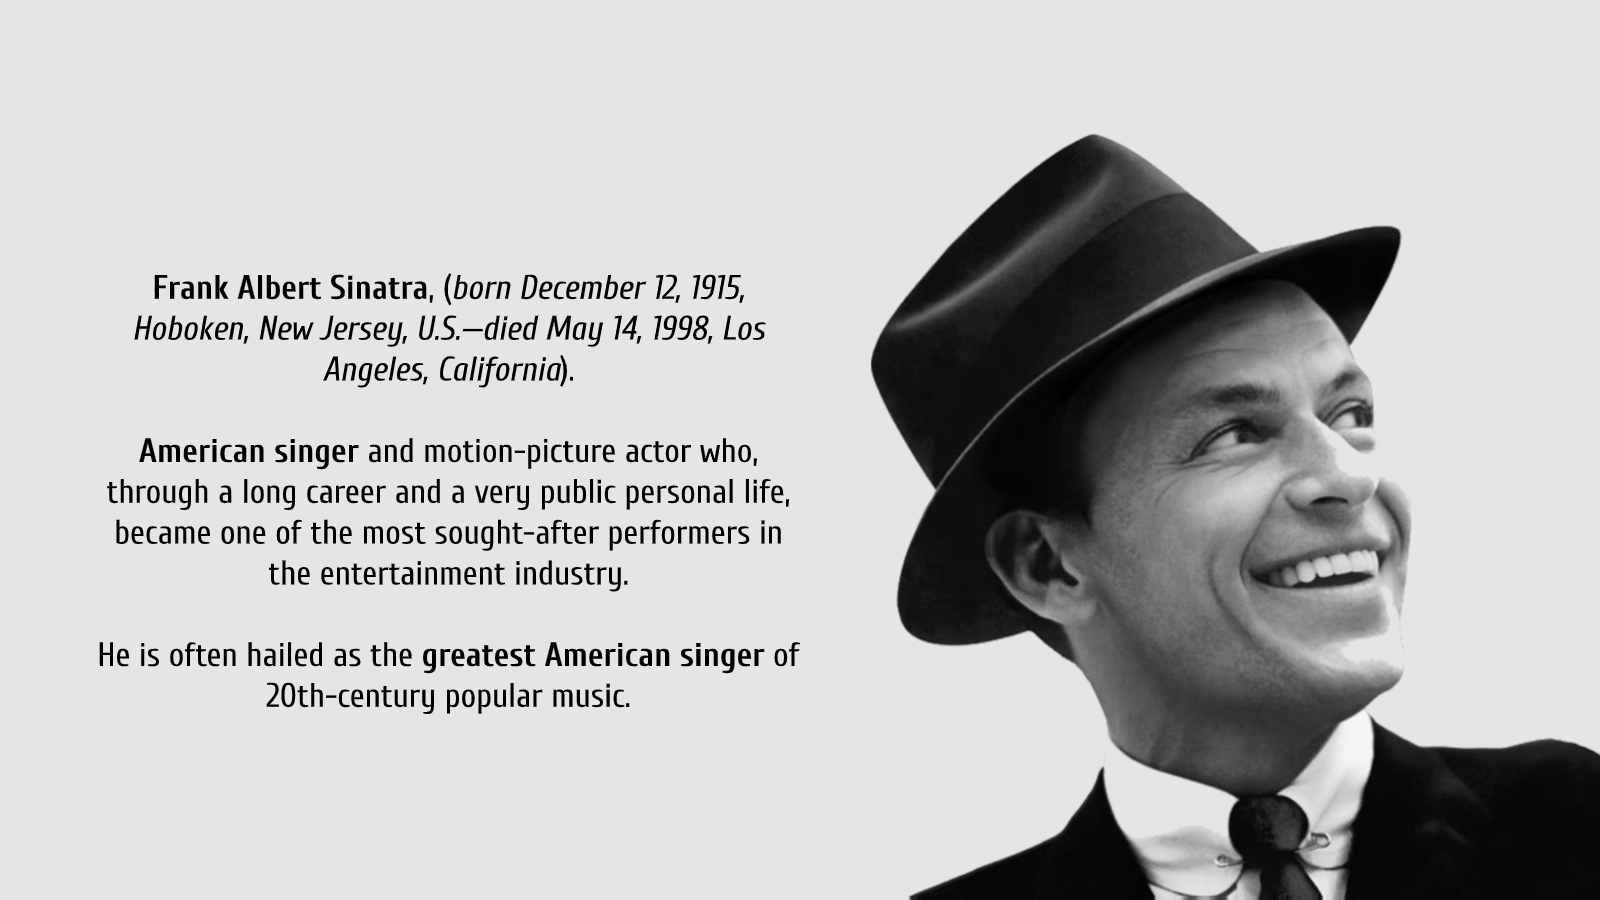 Frank Albert Sinatra, (born December 12, 1915,
Hoboken, New Jersey, U.S.—died May 14, 1998, Los
Angeles, California).
American singer and motion-picture actor who,
through a long career and a very public personal life,
became one of the most sought-after performers in
the entertainment industry.
He is often hailed as the greatest American singer of
20th-century popular music.